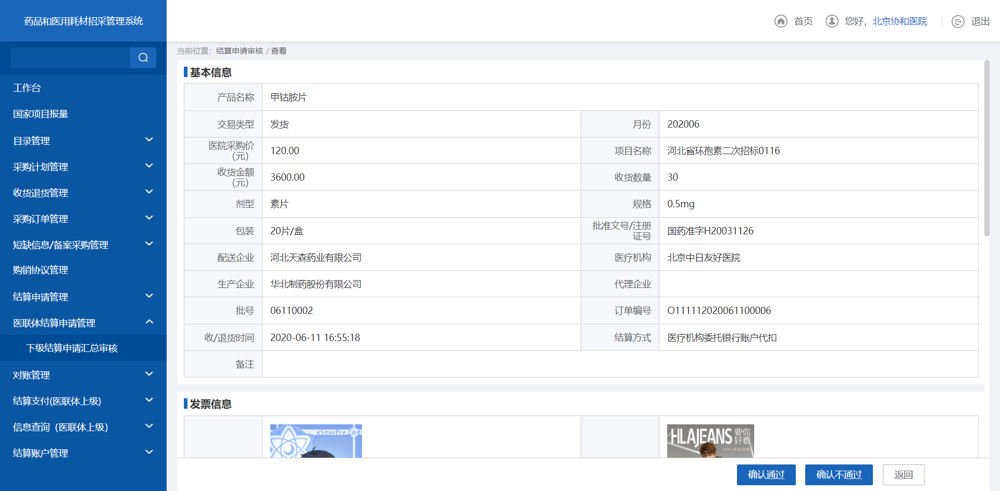 药品和医用耗材招采管理系统
首页
您好，北京协和医院
退出
工作台
国家项目报量
目录管理
采购计划管理
收货退货管理
采购订单管理
短缺信息/备案采购管理
购销协议管理
结算申请管理
医联体结算申请管理
下级结算申请汇总审核
对账管理
结算支付(医联体上级)
信息查询（医联体上级）
结算账户管理
当前位置：结算申请审核 / 查看
基本信息
产品名称 甲钴胺片
交易类型 发货 月份 202006
医院采购价
（元） 120.00 项目名称 河北省环孢素二次招标0116
收货金额
（元） 3600.00 收货数量 30
剂型 素片 规格 0.5mg
包装 20片/盒 批准文号/注册
证号 国药准字H20031126
配送企业 河北天森药业有限公司 医疗机构 北京中日友好医院
生产企业 华北制药股份有限公司 代理企业
批号 06110002 订单编号 O111112020061100006
收/退货时间 2020-06-11 16:55:18 结算方式 医疗机构委托银行账户代扣
备注
发票信息
eStarPro.Cat
HLAJEANS 要你
好看
确认通过
确认不通过
返回